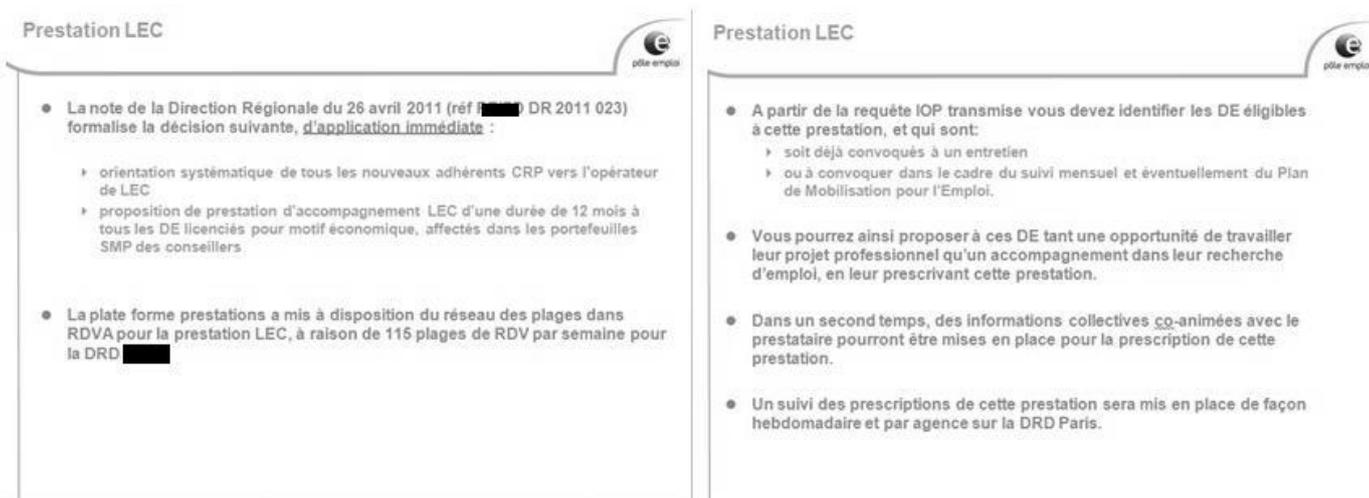 Prestation LEC
pôle emploi
● La note de la Direction Régionale du 26 avril 2011 (réf DR 2011 023)
formalise la décision suivante, d'application immédiate :
orientation systématique de tous les nouveaux adhérents CRP vers l'opérateur
de LEC
proposition de prestation d'accompagnement LEC d'une durée de 12 mois à
tous les DE licenciés pour motif économique, affectés dans les portefeuilles
SMP des conseillers
● La plate forme prestations a mis à disposition du réseau des plages dans
RDVA pour la prestation LEC, à raison de 115 plages de RDV par semaine pour
la DRD
Prestation LEC
pôle emploi
● A partir de la requête IOP transmise vous devez identifier les DE éligibles
à cette prestation, et qui sont:
soit déjà convoqués à un entretien
ou à convoquer dans le cadre du suivi mensuel et éventuellement du Plan
de Mobilisation pour l'Emploi.
● Vous pourrez ainsi proposer à ces DE tant une opportunité de travailler
leur projet professionnel qu'un accompagnement dans leur recherche
d'emploi, en leur prescrivant cette prestation.
● Dans un second temps, des informations collectives co-animées avec le
prestataire pourront être mises en place pour la prescription de cette
prestation.
● Un suivi des prescriptions de cette prestation sera mis en place de façon
hebdomadaire et par agence sur la DRD Paris.